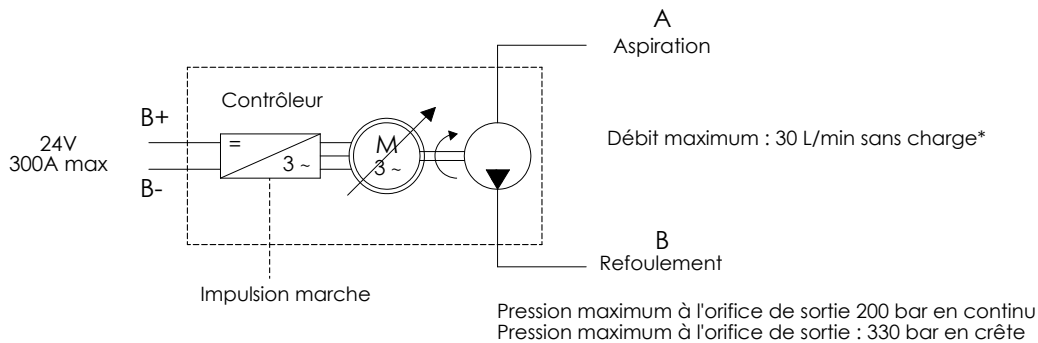 A
Aspiration
Contrôleur
B+
24V
300A max
B-
=
3 ~
M
3 ~
Débit maximum : 30 L/min sans charge*
B
Refoulement
Impulsion marche
Pression maximum à l'orifice de sortie 200 bar en continu
Pression maximum à l'orifice de sortie : 330 bar en crête